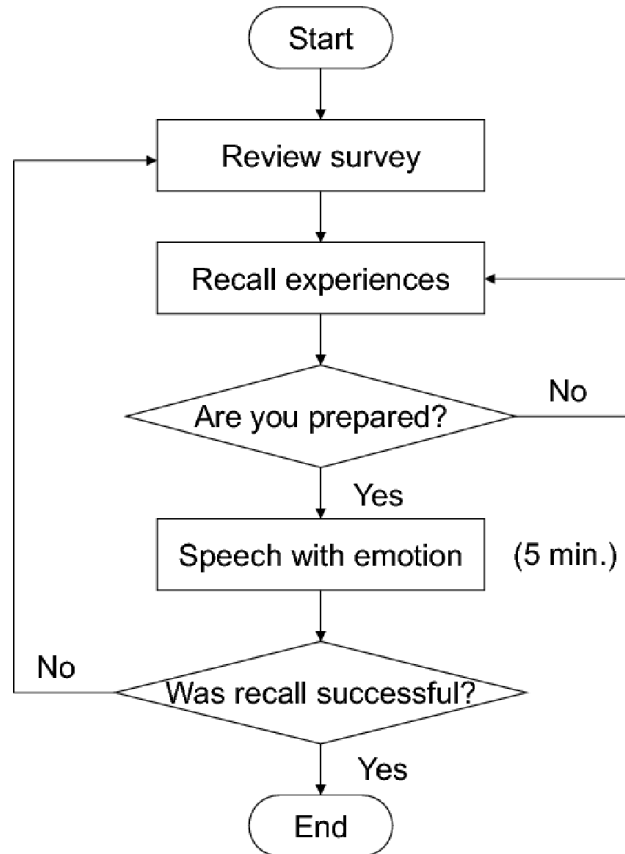 Start
Review survey
Recall experiences
Are you prepared?
No
Yes
Speech with emotion
(5 min.)
No
Was recall successful?
Yes
End